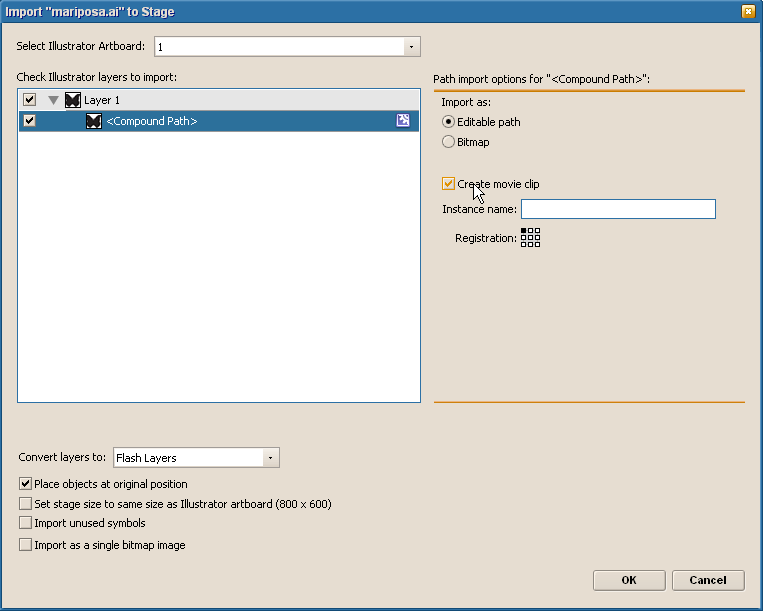 Import "mariposa.ai" to Stage
Select Illustrator Artboard: 1
Check Illustrator layers to import:
Layer 1
<Compound Path>
Path import options for "<Compound Path>":
Import as:
Editable path
Bitmap
Create movie clip
Instance name:
Registration:
Convert layers to: Flash Layers
Place objects at original position
Set stage size to same size as Illustrator artboard (800 x 600)
Import unused symbols
Import as a single bitmap image
OK Cancel